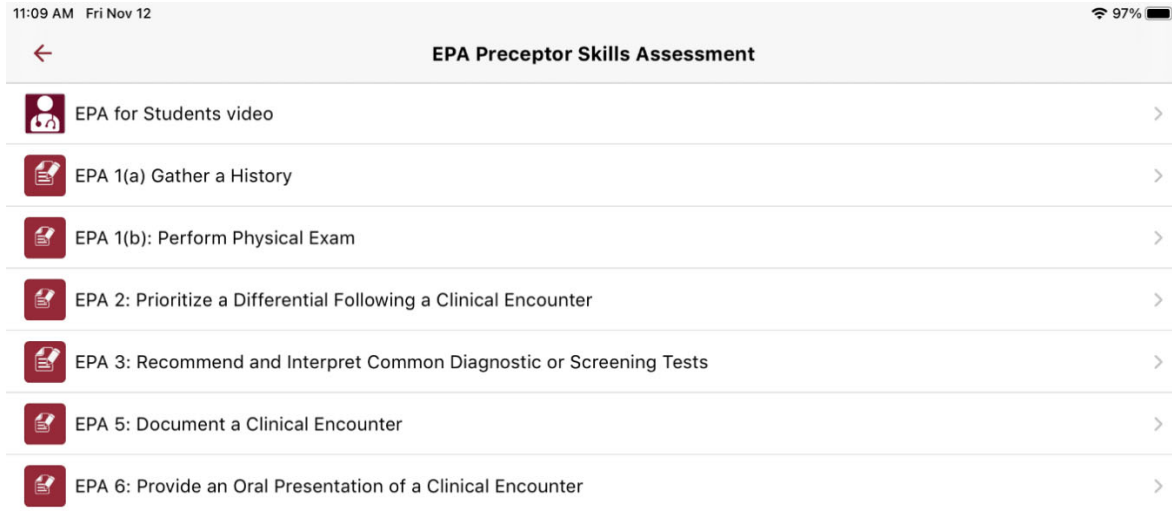 11:09 AM Fri Nov 12 97%
EPA Preceptor Skills Assessment
EPA for Students video
EPA 1(a) Gather a History
EPA 1(b): Perform Physical Exam
EPA 2: Prioritize a Differential Following a Clinical Encounter
EPA 3: Recommend and Interpret Common Diagnostic or Screening Tests
EPA 5: Document a Clinical Encounter
EPA 6: Provide an Oral Presentation of a Clinical Encounter